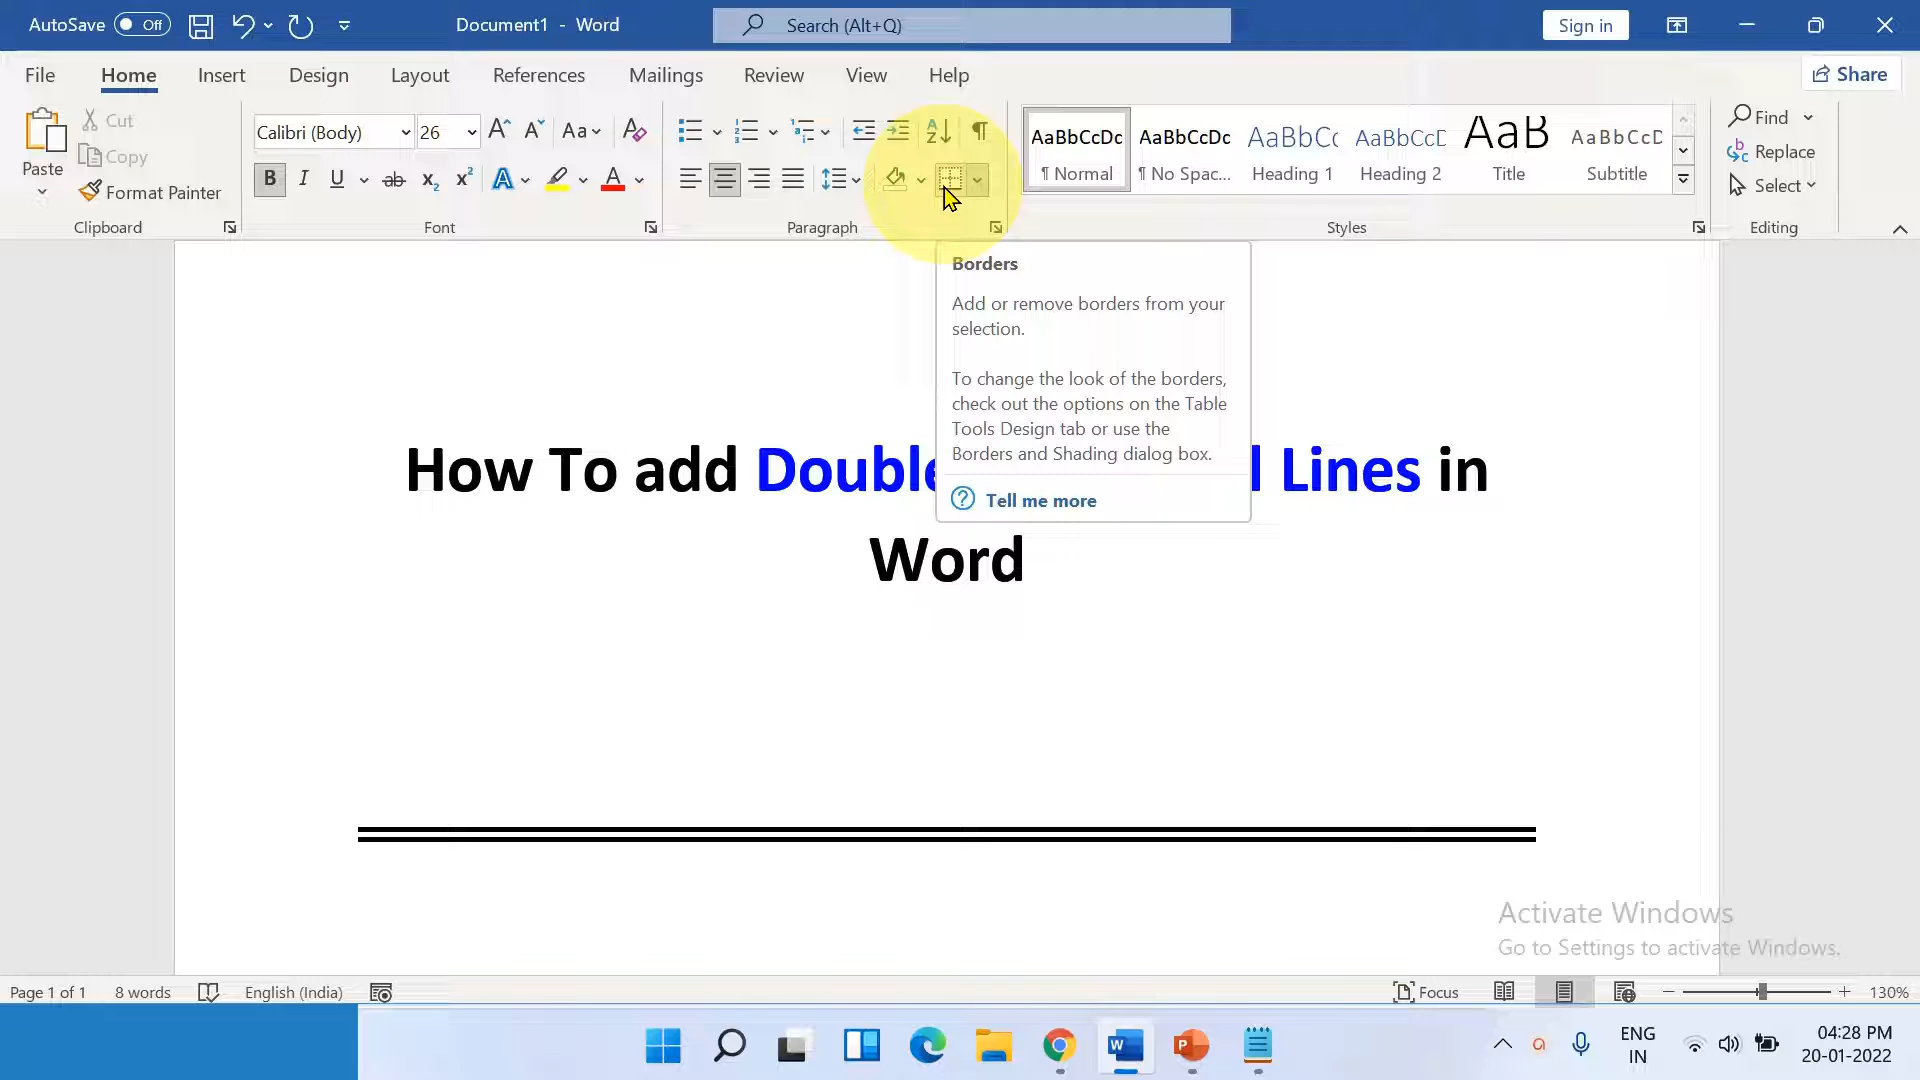 AutoSave Off Document1 - Word Search (Alt+Q) Sign in
File Home Insert Design Layout References Mailings Review View Help Share
Paste Cut Copy Format Painter Clipboard
Calibri (Body) 26 Font
Paragraph
AaBbCcDc AaBbCcDc AaBbCc AaBbCcD AaB AaBbCcD
¶ Normal ¶ No Spac... Heading 1 Heading 2 Title Subtitle
Styles
Find
Replace
Select
Editing
Borders
Add or remove borders from your
selection.
To change the look of the borders,
check out the options on the Table
Tools Design tab or use the
Borders and Shading dialog box.
Tell me more
How To add Double l Lines in
Word
Activate Windows
Go to Settings to activate Windows.
Page 1 of 1 8 words English (India) Focus 130%
ENG
IN
04:28 PM
20-01-2022